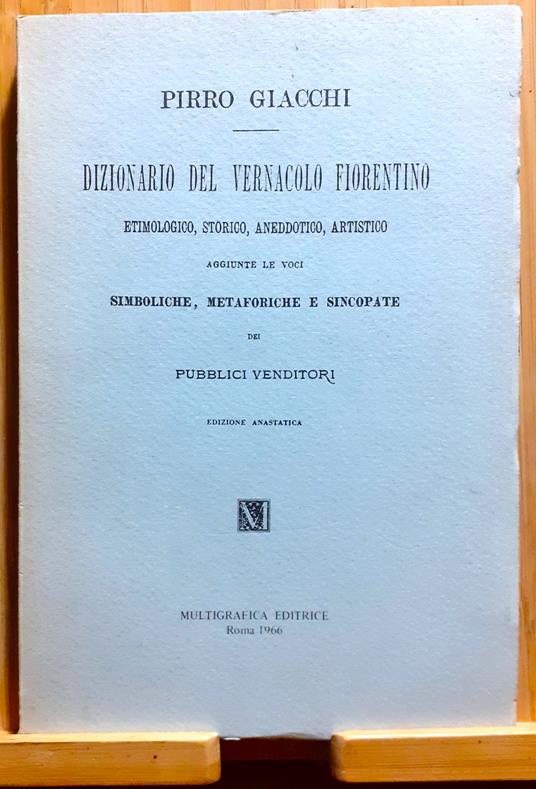 PIRRO GIACCHI
DIZIONARIO DEL VERNACOLO FIORENTINO
ETIMOLOGICO, STORICO, ANEDDOTICO, ARTISTICO
AGGIUNTE LE VOCI
SIMBOLICHE, METAFORICHE E SINCOPATE
DEI
PUBBLICI VENDITORI
EDIZIONE ANASTATICA
M
MULTIGRAFICA EDITRICE
Roma 1966